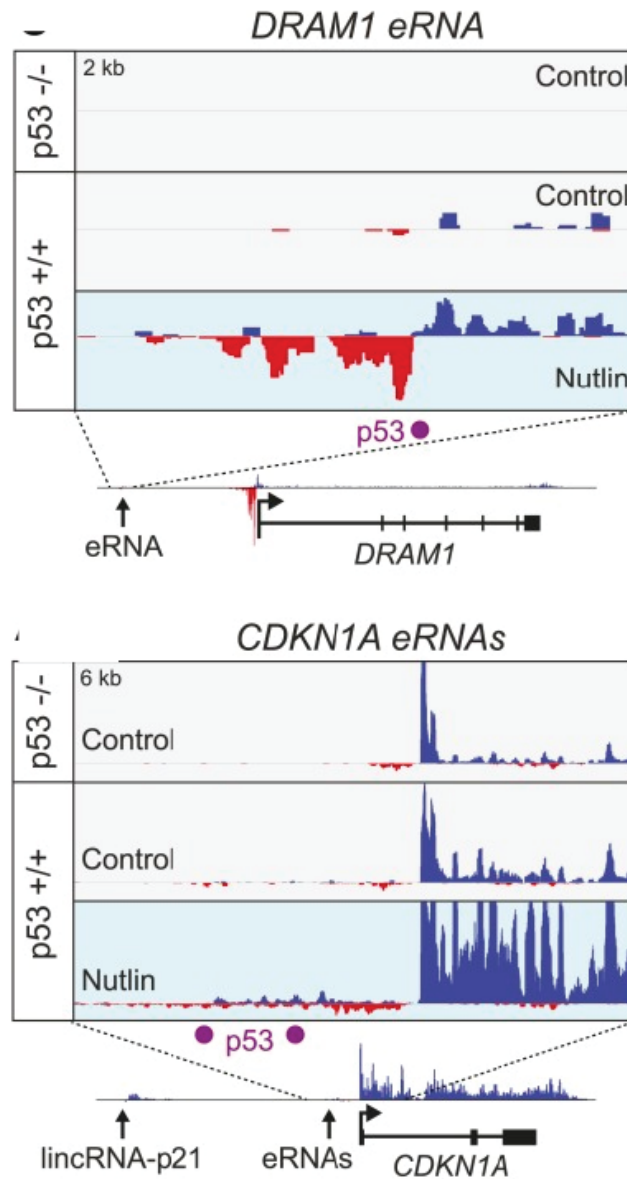 DRAM1 eRNA
2 kb
Control
p53 -/-
Control
p53 +/+
Nutlin
p53
eRNA
DRAM1
CDKN1A eRNAs
6 kb
p53 -/-
Control
Control
p53 +/+
Nutlin
p53
lincRNA-p21
eRNAs
CDKN1A